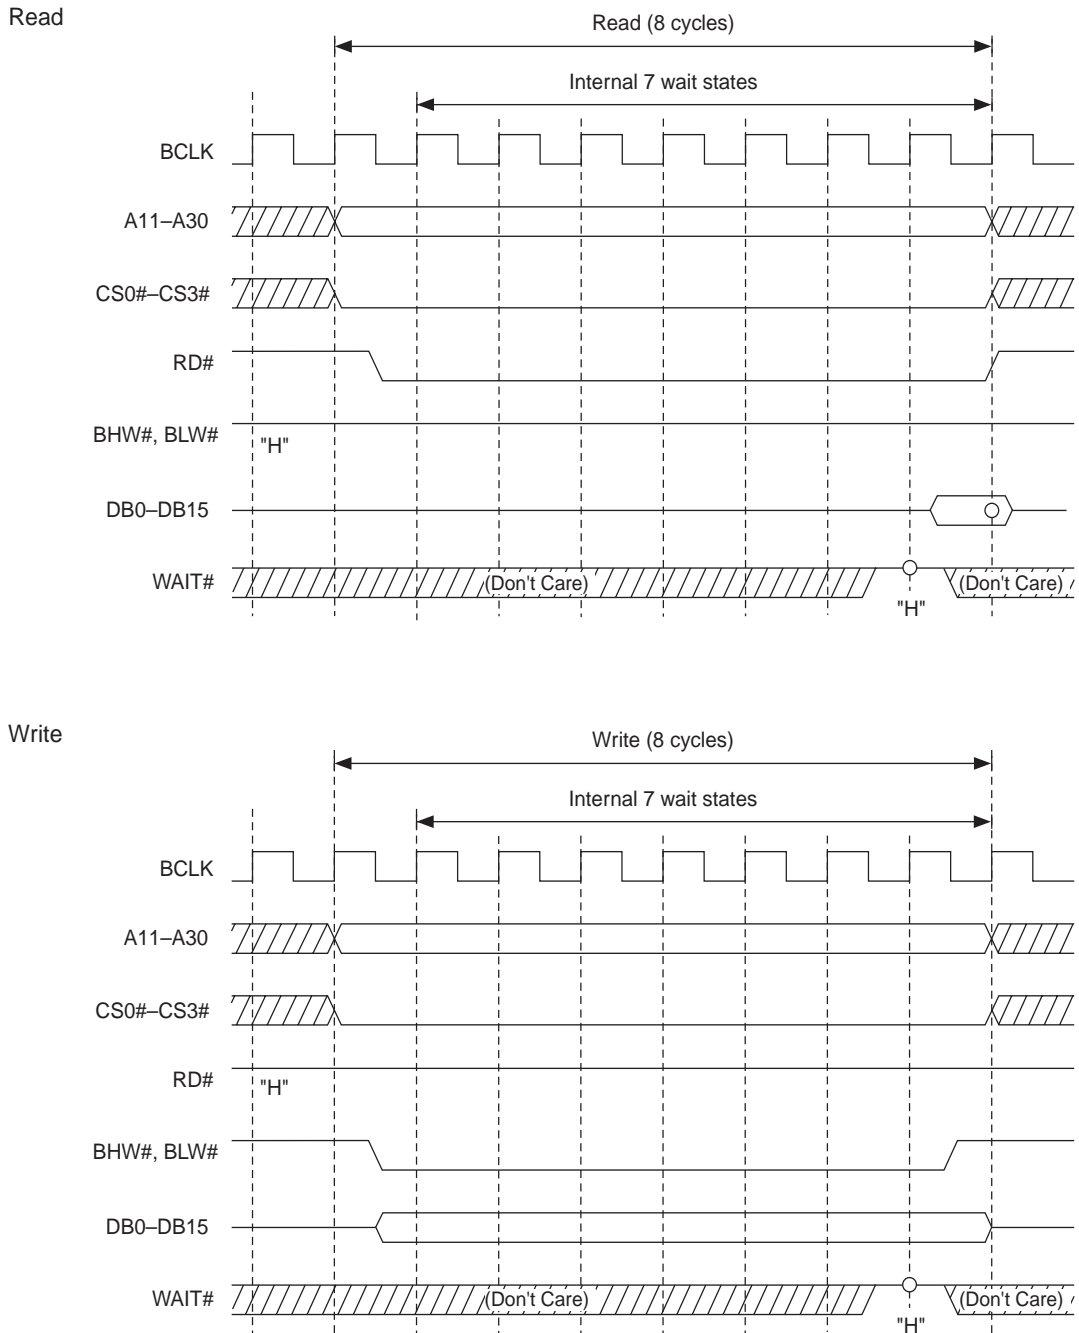 Read
Read (8 cycles)
Internal 7 wait states
BCLK
A11–A30
CS0#–CS3#
RD#
BHW#, BLW#
"H"
DB0–DB15
WAIT#
(Don't Care)
(Don't Care)
"H"
Write
Write (8 cycles)
Internal 7 wait states
BCLK
A11–A30
CS0#–CS3#
RD#
"H"
BHW#, BLW#
DB0–DB15
WAIT#
(Don't Care)
(Don't Care)
"H"